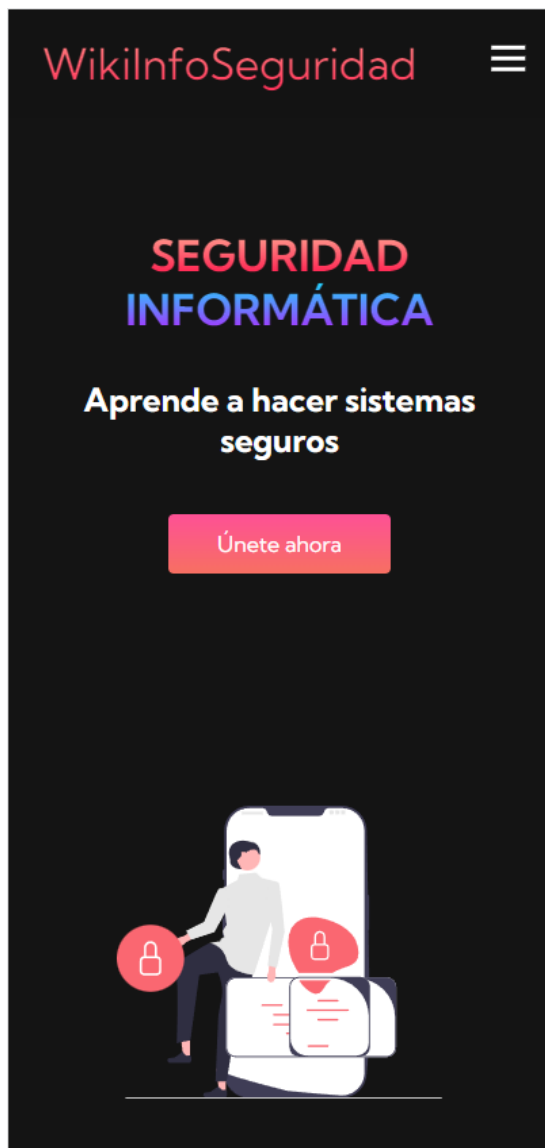 WikiInfoSeguridad
SEGURIDAD
INFORMÁTICA
Aprende a hacer sistemas
seguros
Únete ahora